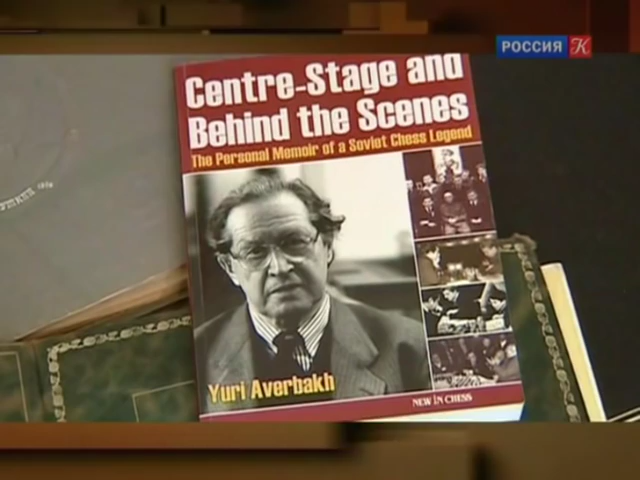 РОССИЯ К
Centre-Stage and
Behind the Scenes
The Personal Memoir of a Soviet Chess Legend
Yuri Averbakh
NEW IN CHESS